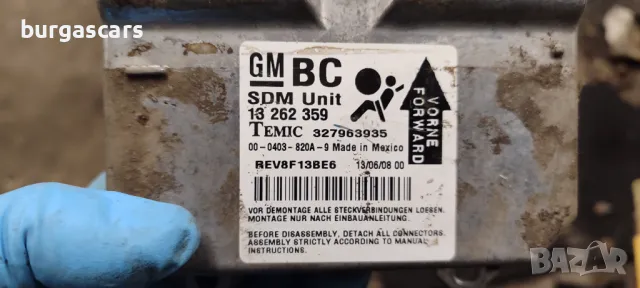 burgascars
GM BC
SDM Unit
13 262 359
TEMIC 327963935
00-0403-820A-9 Made in Mexico
REV8F13BE6 13/06/08 00
VORNE
FORWARD
VOR DEMONTAGE ALLE STECKVERBINDUNGEN LOSEN.
MONTAGE NUR NACH EINBAUANLEITUNG.
BEFORE DISASSEMBLY, DETACH ALL CONNECTORS.
ASSEMBLY STRICTLY ACCORDING TO MANUAL
INSTRUCTIONS.
BAZAR
bg